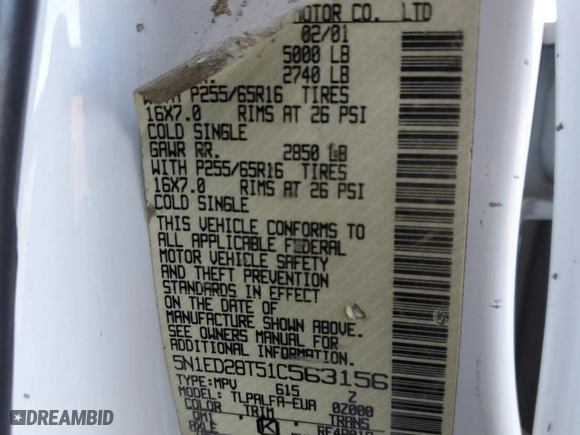 MOTOR CO., LTD
02/01
5000 LB
2740 LB
WITH P255/65R16 TIRES
16X7.0 RIMS AT 26 PSI
COLD SINGLE
GAWR RR. 2850 LB
WITH P255/65R16 TIRES
16X7.0 RIMS AT 26 PSI
COLD SINGLE
THIS VEHICLE CONFORMS TO
ALL APPLICABLE FEDERAL
MOTOR VEHICLE SAFETY
AND THEFT PREVENTION
STANDARDS IN EFFECT
ON THE DATE OF
MANUFACTURE SHOWN ABOVE.
SEE OWNERS MANUAL FOR
ADDITIONAL INFORMATION.
5N1ED28T51C563156
TYPE:MPV 615 Z
MODEL: TLPALFA-EUA 0Z000
COLOR TRIM TRANS
DREAMBID